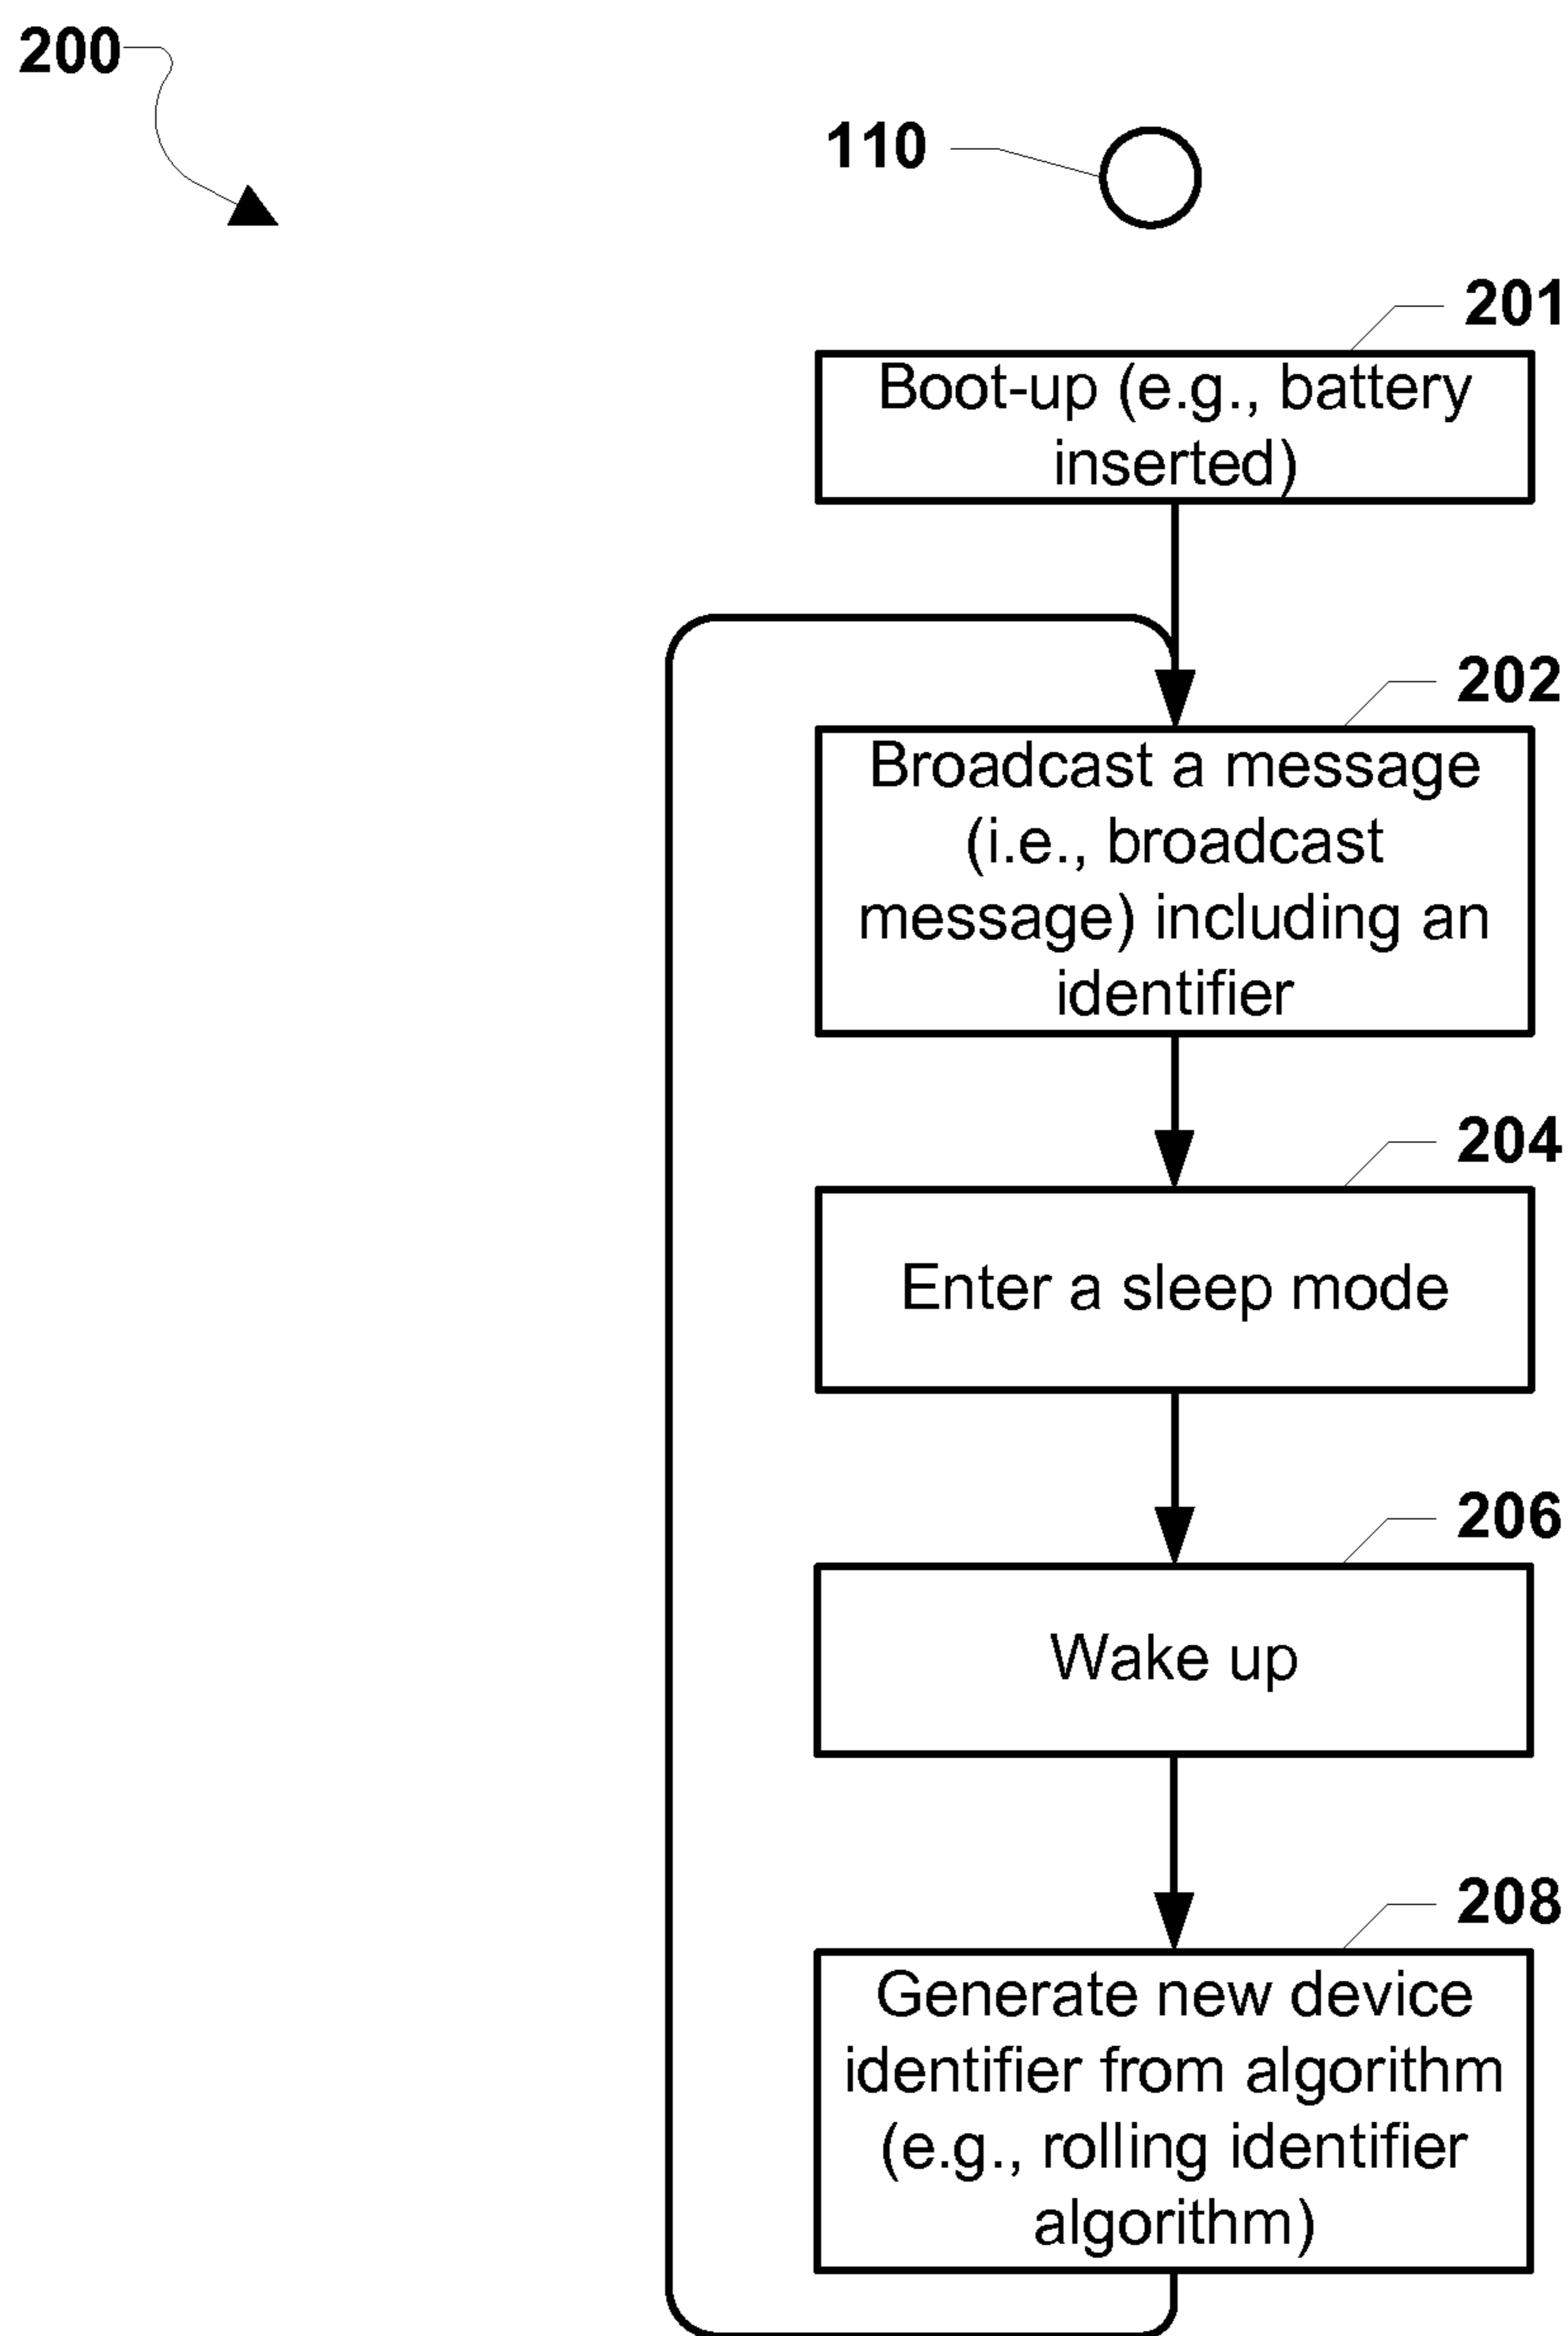 200
110
201
Boot-up (e.g., battery
inserted)
202
Broadcast a message
(i.e., broadcast
message) including an
identifier
204
Enter a sleep mode
206
Wake up
208
Generate new device
identifier from algorithm
(e.g., rolling identifier
algorithm)